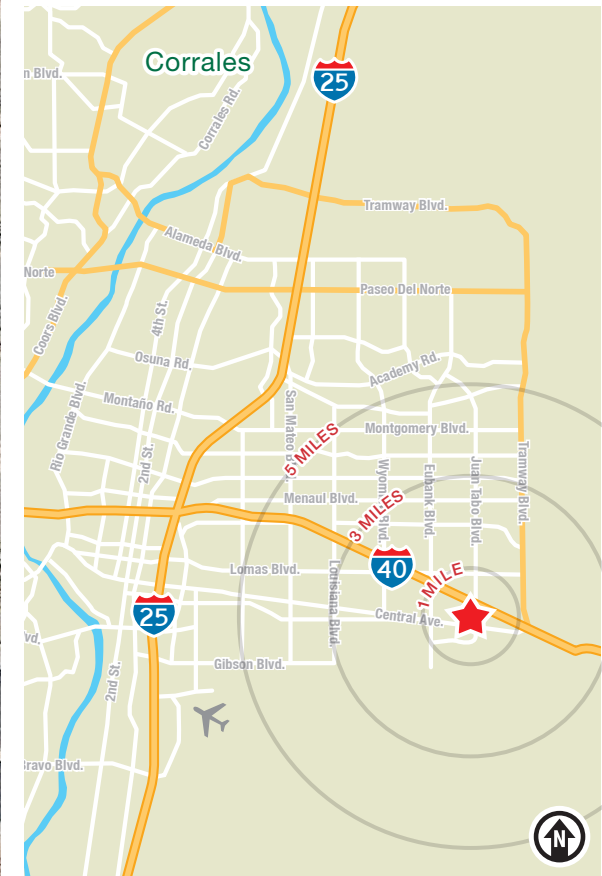 Corrales
25
n Blvd.
Corrales Rd.
Tramway Blvd.
Alameda Blvd.
Norte
Paseo Del Norte
Coors Blvd.
4th St.
Osuna Rd.
Academy Rd.
Montaño Rd.
San Mateo
Rio Grande Blvd.
5 MILES
Montgomery Blvd.
2nd St.
Wyoming Blvd.
Eubank Blvd.
Juan Tabo Blvd.
Tramway Blvd.
Menaul Blvd.
3 MILES
40
Lomas Blvd.
Louisiana Blvd.
1 MILE
Central Ave.
25
vd.
Gibson Blvd.
2nd St.
Bravo Blvd.
N